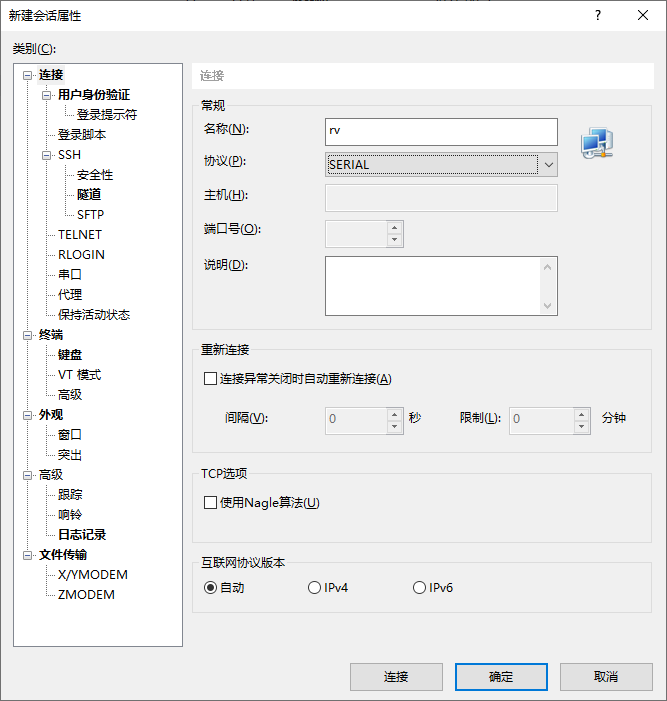 新建会话属性
类别(C):
连接
用户身份验证
登录提示符
登录脚本
SSH
安全性
隧道
SFTP
TELNET
RLOGIN
串口
代理
保持活动状态
终端
键盘
VT 模式
高级
外观
窗口
突出
高级
跟踪
响铃
日志记录
文件传输
X/YMODEM
ZMODEM
连接
常规
名称(N): rv
协议(P): SERIAL
主机(H):
端口号(O):
说明(D):
重新连接
连接异常关闭时自动重新连接(A)
间隔(V): 0 秒 限制(L): 0 分钟
TCP选项
使用Nagle算法(U)
互联网协议版本
自动 IPv4 IPv6
连接 确定 取消